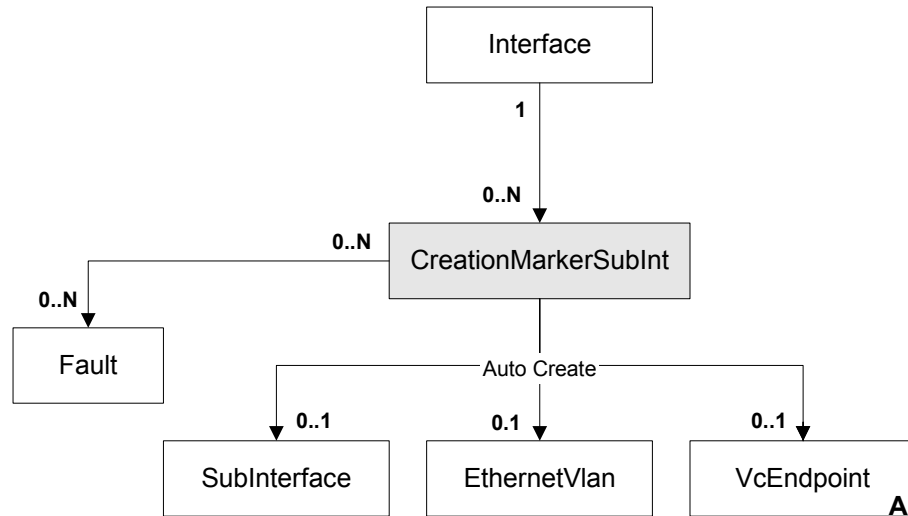 Interface
1
0..N
CreationMarkerSubInt
0..N
0..N
Fault
Auto Create
0..1
0.1
0..1
SubInterface
EthernetVlan
VcEndpoint
A